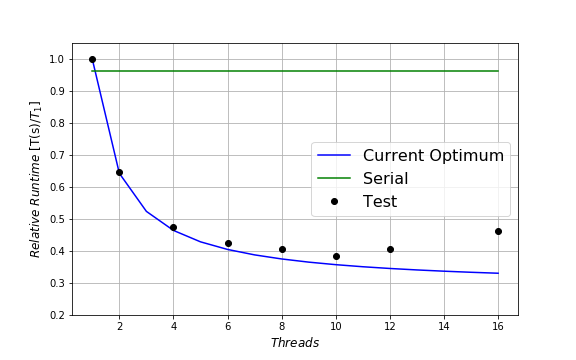 1.0
0.9
0.8
0.7
0.6
0.5
0.4
0.3
0.2
Relative Runtime [T(s)/T₁]
Current Optimum
Serial
Test
2 4 6 8 10 12 14 16
Threads